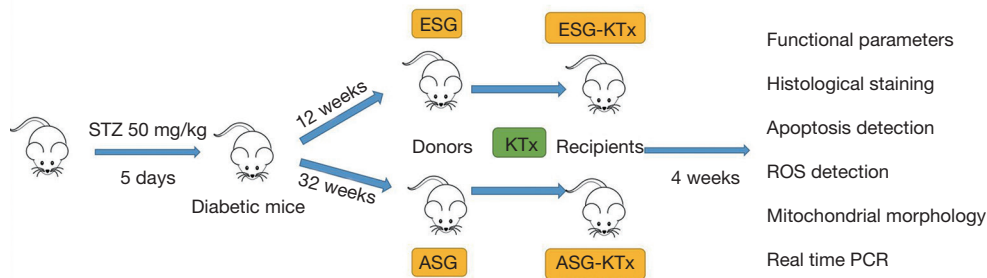 ESG
ESG-KTx
Functional parameters
Histological staining
12 weeks
STZ 50 mg/kg
Apoptosis detection
Donors
KTx
Recipients
5 days
4 weeks
ROS detection
32 weeks
Diabetic mice
Mitochondrial morphology
ASG
ASG-KTx
Real time PCR